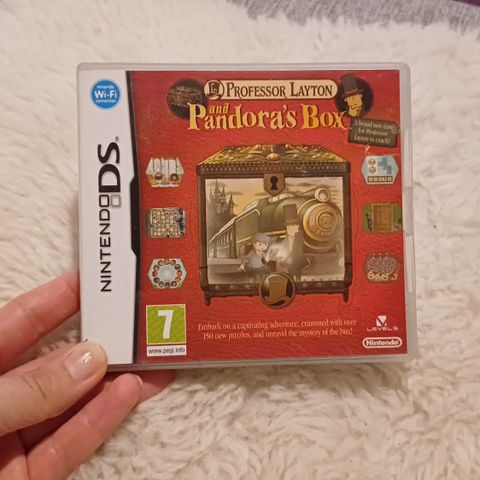 Nintendo
Wi-Fi
CONNECTION
NINTENDO DS
PROFESSOR LAYTON
and
Pandora's Box
A brand new case
for Professor
Layton to crack!
7
www.pegi.info
Embark on a captivating adventure, crammed with over
150 new puzzles, and unravel the mystery of the box!
LEVEL5
Nintendo